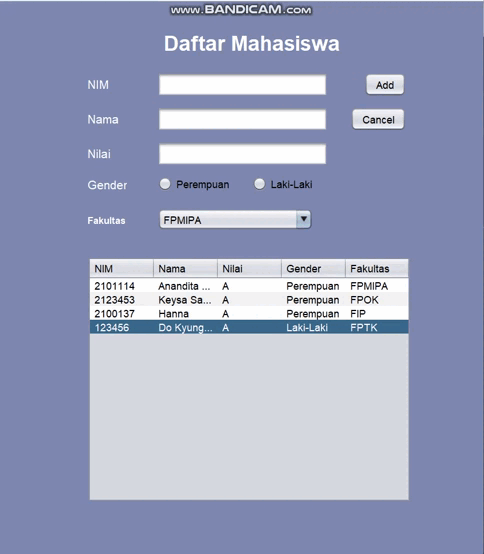 www.BANDICAM.com
Daftar Mahasiswa
NIM
Add
Nama
Cancel
Nilai
Gender Perempuan Laki-Laki
Fakultas FPMIPA
NIM Nama Nilai Gender Fakultas
2101114 Anandita ... A Perempuan FPMIPA
2123453 Keysa Sa... A Perempuan FPOK
2100137 Hanna A Perempuan FIP
123456 Do Kyung... A Laki-Laki FPTK